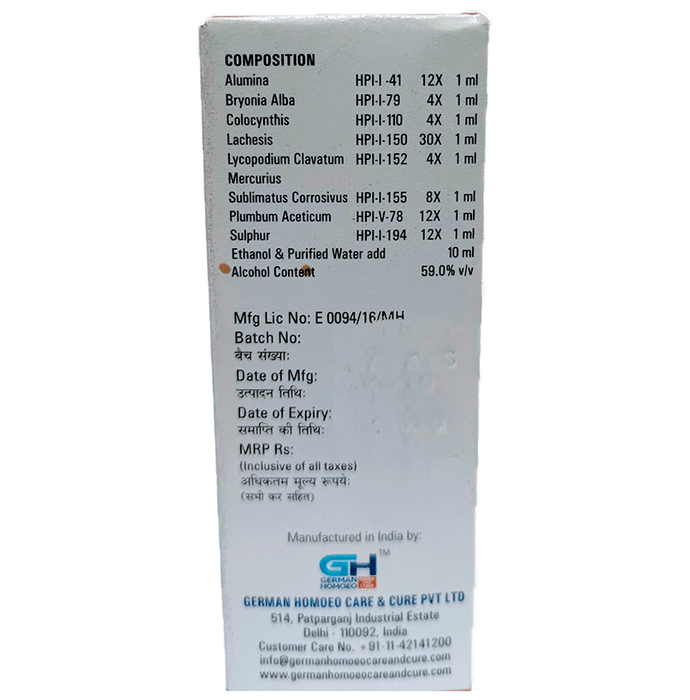 COMPOSITION
Alumina HPI-I -41 12X 1 ml
Bryonia Alba HPI-I-79 4X 1 ml
Colocynthis HPI-I-110 4X 1 ml
Lachesis HPI-I-150 30X 1 ml
Lycopodium Clavatum HPI-I-152 4X 1 ml
Mercurius
Sublimatus Corrosivus HPI-I-155 8X 1 ml
Plumbum Aceticum HPI-V-78 12X 1 ml
Sulphur HPI-I-194 12X 1 ml
Ethanol & Purified Water add 10 ml
Alcohol Content 59.0% v/v
Mfg Lic No: E 0094/16/MH
Batch No:
बैच संख्या:
Date of Mfg:
उत्पादन तिथि:
Date of Expiry:
समाप्ति की तिथि:
MRP Rs:
(Inclusive of all taxes)
अधिकतम मूल्य रूपये:
(सभी कर सहित)
Manufactured in India by:
GH TM
GERMAN
HOMOEO
GERMAN HOMOEO CARE & CURE PVT LTD
514, Patparganj Industrial Estate
Delhi - 110092, India
Customer Care No. +91-11-42141200
info@germanhomoeocareandcure.com
www.germanhomoeocareandcure.com